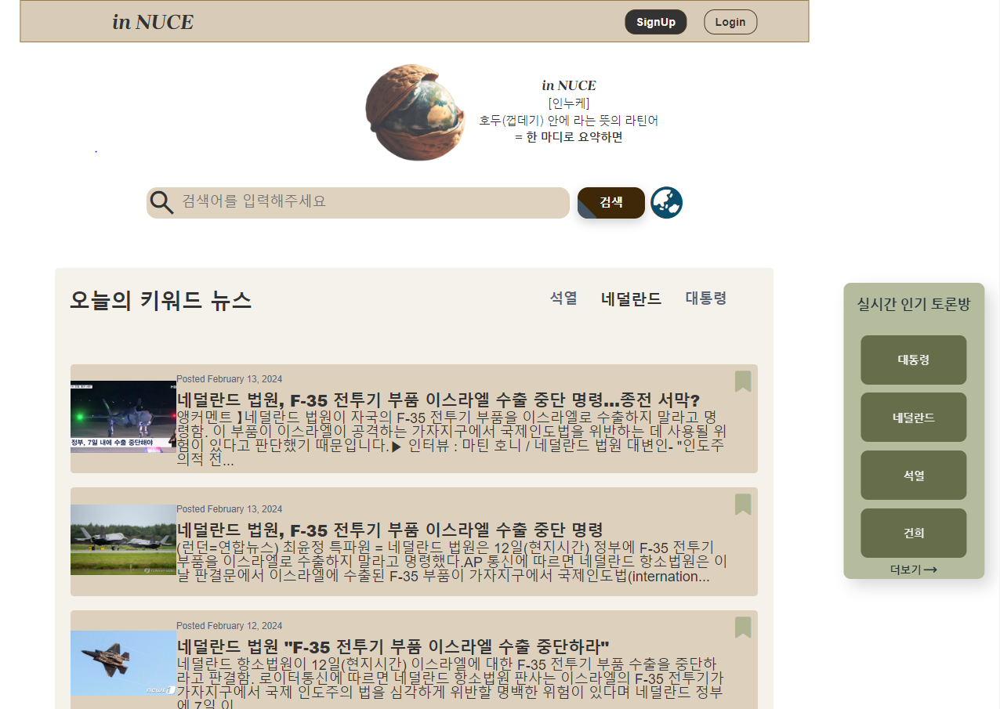 in NUCE
SignUp
Login
in NUCE
[인누케]
호두(껍데기) 안에 라는 뜻의 라틴어
= 한 마디로 요약하면
검색어를 입력해주세요
검색
오늘의 키워드 뉴스
석열
네덜란드
대통령
Posted February 13, 2024
네덜란드 법원, F-35 전투기 부품 이스라엘 수출 중단 명령...종전 서막?
앵커멘트 】네덜란드 법원이 자국의 F-35 전투기 부품을 이스라엘로 수출하지 말라고 명
령함. 이 부품이 이스라엘이 공격하는 가자지구에서 국제인도법을 위반하는 데 사용될 위
험이 있다고 판단했기 때문입니다.▶ 인터뷰 : 마틴 호니 / 네덜란드 법원 대변인- "인도주
의적 전...
정부, 7일 내에 수출 중단해야
Posted February 13, 2024
네덜란드 법원, F-35 전투기 부품 이스라엘 수출 중단 명령
(런던=연합뉴스) 최윤정 특파원 = 네덜란드 법원은 12일(현지시간) 정부에 F-35 전투기
부품을 이스라엘로 수출하지 말라고 명령했다.AP 통신에 따르면 네덜란드 항소법원은 이
날 판결문에서 이스라엘에 수출된 F-35 부품이 가자지구에서 국제인도법(internation...
Posted February 12, 2024
네덜란드 법원 "F-35 전투기 부품 이스라엘 수출 중단하라"
네덜란드 항소법원이 12일(현지시간) 이스라엘에 대한 F-35 전투기 부품 수출을 중단하
라고 판결함. 로이터통신에 따르면 네덜란드 항소법원 판사는 이스라엘의 F-35 전투기가
가자지구에서 국제 인도주의 법을 심각하게 위반할 명백한 위험이 있다며 네덜란드 정부
에 7일 이
news1
실시간 인기 토론방
대통령
네덜란드
석열
건희
더보기 →